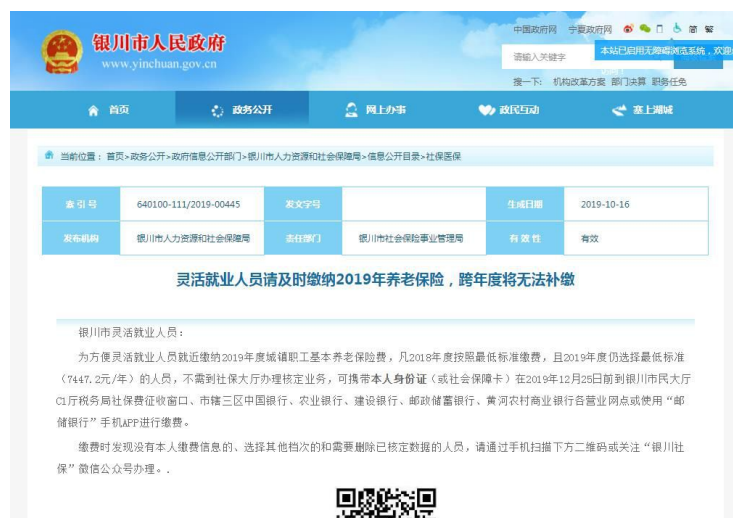 中国政府网 宁夏政府网 简 繁
银川市人民政府
www.yinchuan.gov.cn
请输入关键字
本站已启用无障碍浏览系统，欢迎
搜一下： 机构改革方案 部门决算 职务任免
首页 政务公开 网上办事 政民互动 塞上湖城
当前位置：首页>政务公开>政府信息公开部门>银川市人力资源和社会保障局>信息公开目录>社保医保
索引号 640100-111/2019-00445 发文字号 生成日期 2019-10-16
发布机构 银川市人力资源和社会保障局 责任部门 银川市社会保险事业管理局 有效性 有效
灵活就业人员请及时缴纳2019年养老保险，跨年度将无法补缴
银川市灵活就业人员：
为方便灵活就业人员就近缴纳2019年度城镇职工基本养老保险费，凡2018年度按照最低标准缴费，且2019年度仍选择最低标准
（7447.2元/年）的人员，不需到社保大厅办理核定业务，可携带本人身份证（或社会保障卡）在2019年12月25日前到银川市民大厅
C1厅税务局社保费征收窗口、市辖三区中国银行、农业银行、建设银行、邮政储蓄银行、黄河农村商业银行各营业网点或使用“邮
储银行”手机APP进行缴费。
缴费时发现没有本人缴费信息的、选择其他档次的和需要删除已核定数据的人员，请通过手机扫描下方二维码或关注“银川社
保”微信公众号办理。.